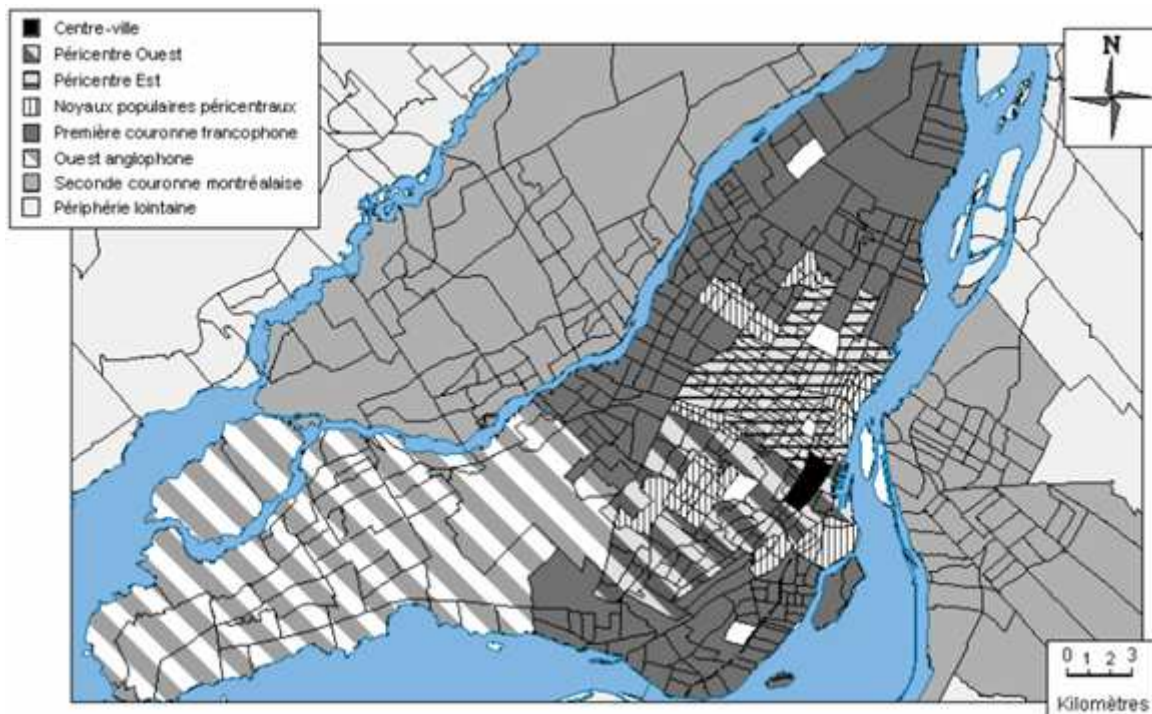 Centre-ville
Péricentre Ouest
Péricentre Est
Noyaux populaires péricentraux
Première couronne francophone
Ouest anglophone
Seconde couronne montréalaise
Périphérie lointaine
N
0 1 2 3
Kilomètres